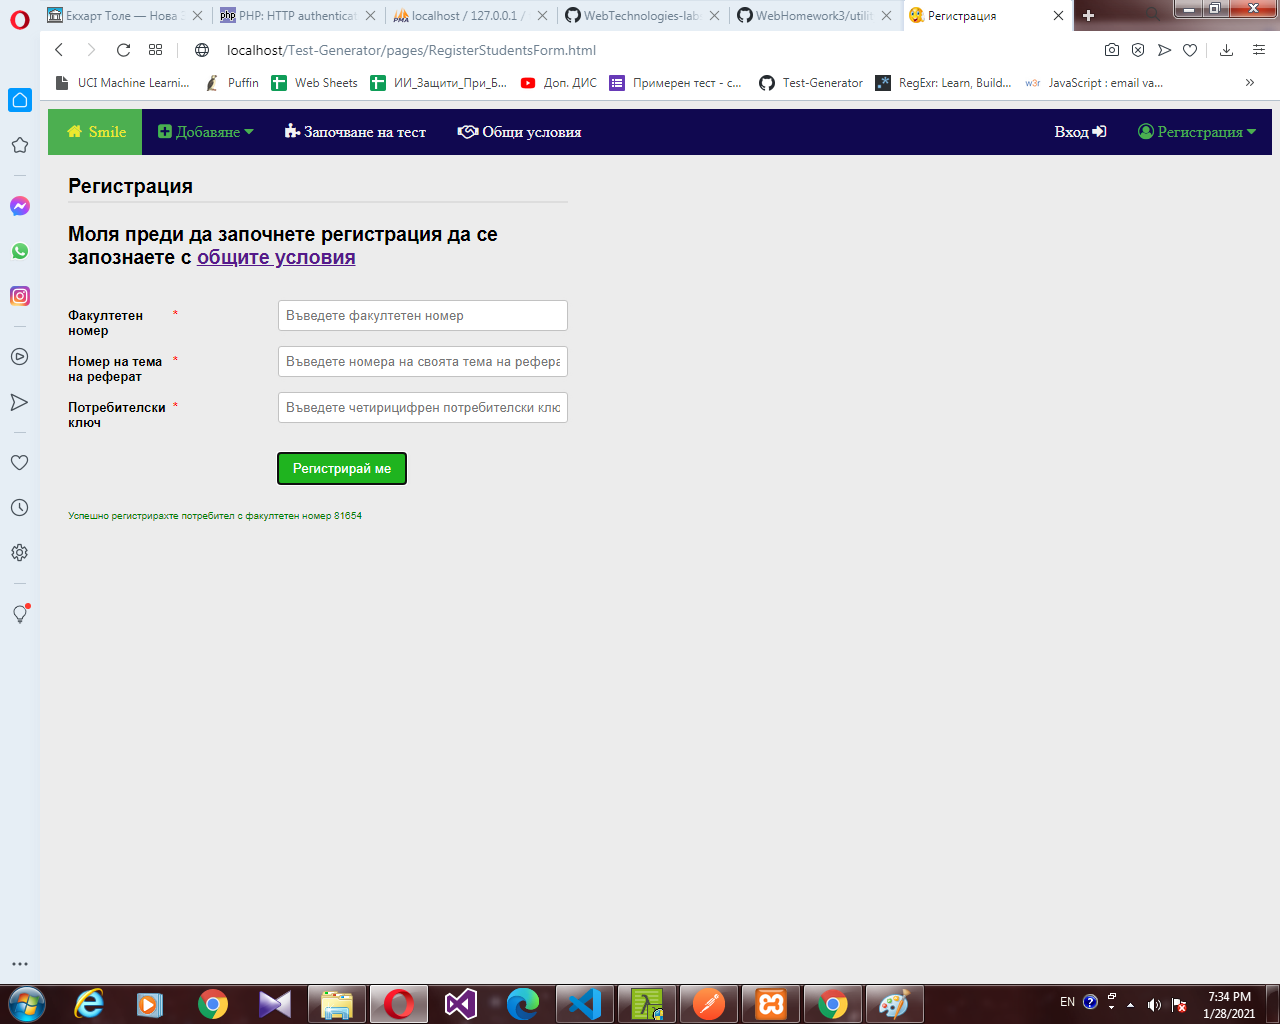 Екхарт Толе — Нова З
PHP: HTTP authenticat
localhost / 127.0.0.1 /
WebTechnologies-lab
WebHomework3/utilit
Регистрация
localhost/Test-Generator/pages/RegisterStudentsForm.html
UCI Machine Learni...
Puffin
Web Sheets
ИИ_Защити_При_Б...
Доп. ДИС
Примерен тест - с...
Test-Generator
RegExr: Learn, Build...
w3r JavaScript : email va...
Smile
Добавяне
Започване на тест
Общи условия
Вход
Регистрация
Регистрация
Моля преди да започнете регистрация да се
запознаете с общите условия
Факултетен *
номер
Въведете факултетен номер
Номер на тема *
на реферат
Въведете номера на своята тема на рефера
Потребителски *
ключ
Въведете четирицифрен потребителски клю
Регистрирай ме
Успешно регистрирахте потребител с факултетен номер 81654
EN
7:34 PM
1/28/2021